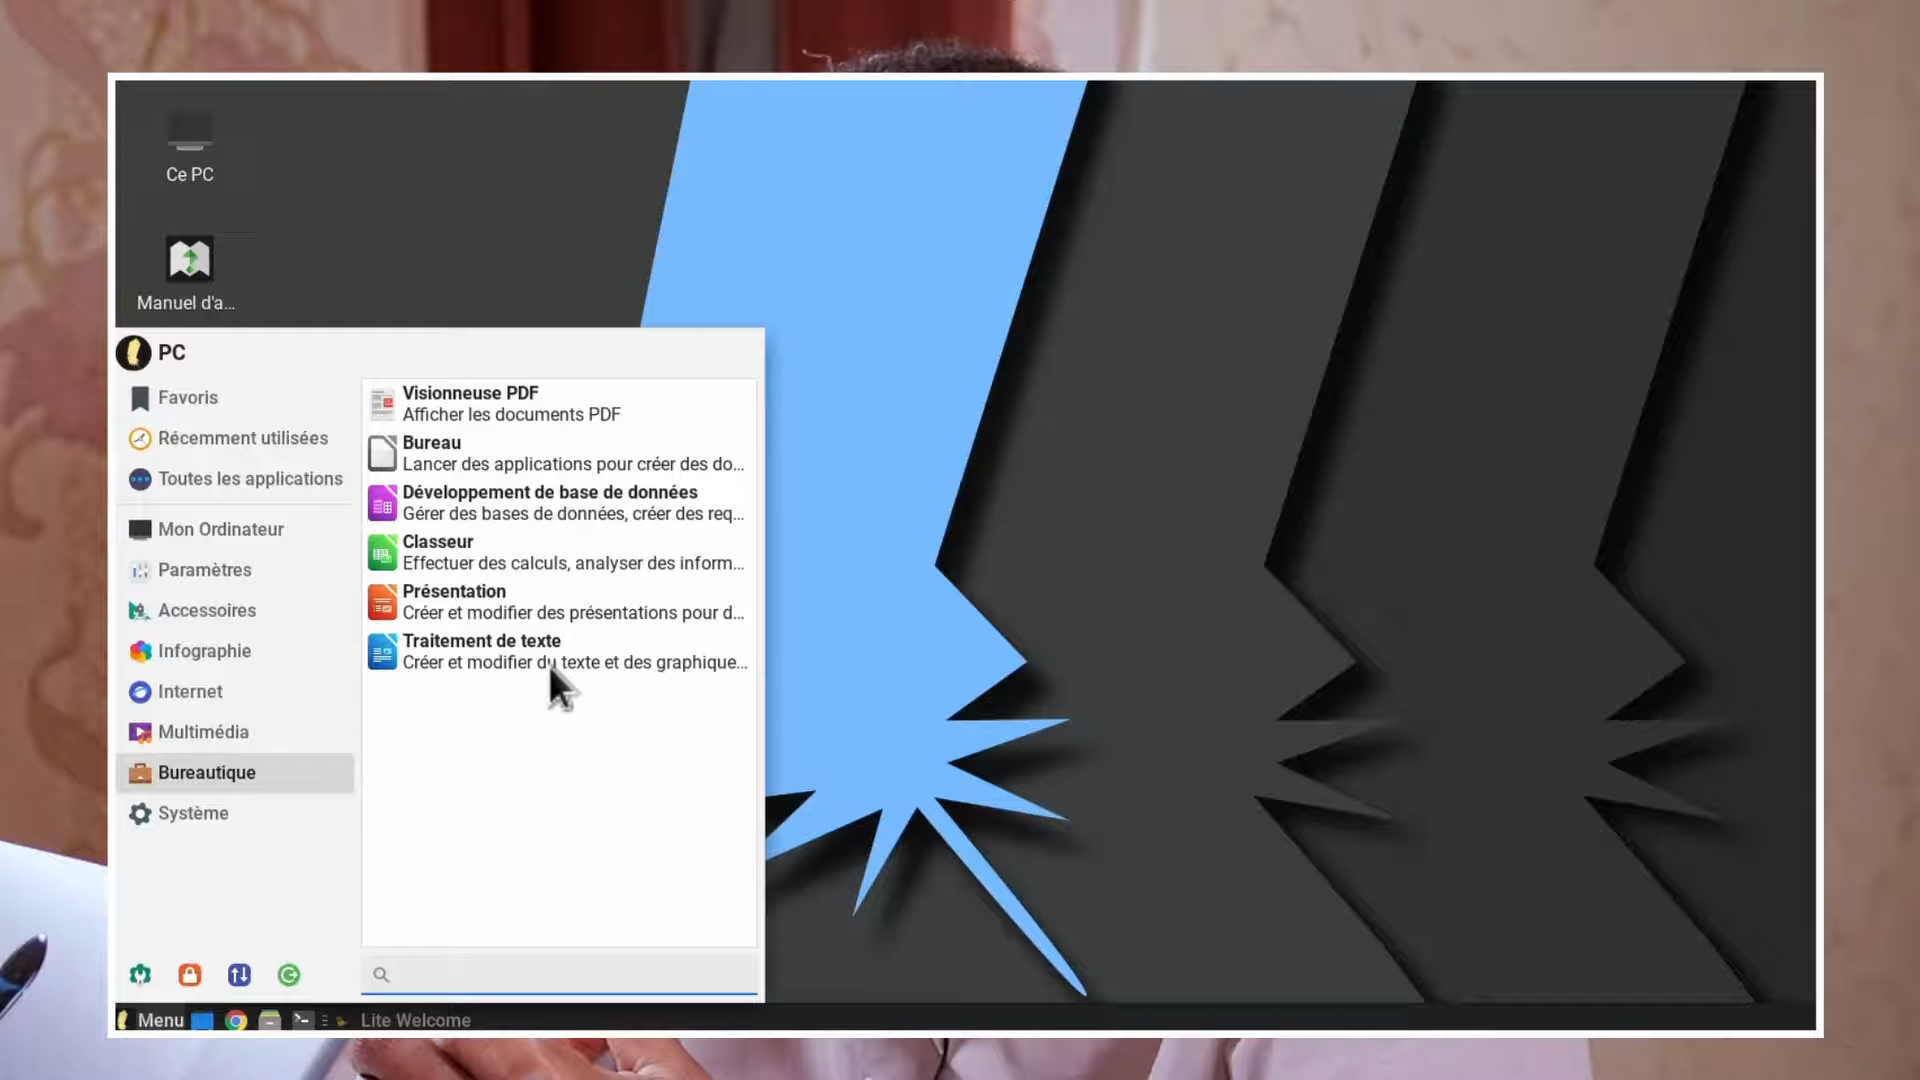 Ce PC
Manuel d'a...
PC
Favoris
Récemment utilisées
Toutes les applications
Mon Ordinateur
Paramètres
Accessoires
Infographie
Internet
Multimédia
Bureautique
Système
Visionneuse PDF
Afficher les documents PDF
Bureau
Lancer des applications pour créer des do...
Développement de base de données
Gérer des bases de données, créer des req...
Classeur
Effectuer des calculs, analyser des inform...
Présentation
Créer et modifier des présentations pour d...
Traitement de texte
Créer et modifier du texte et des graphique...
Menu
Lite Welcome